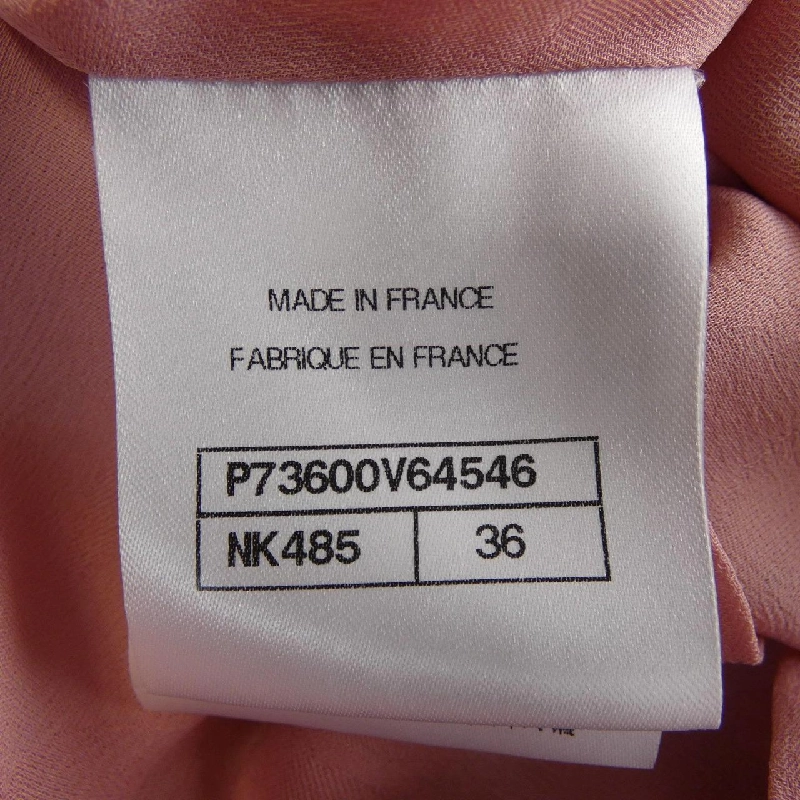 MADE IN FRANCE
FABRIQUE EN FRANCE
P73600V64546
NK485 36